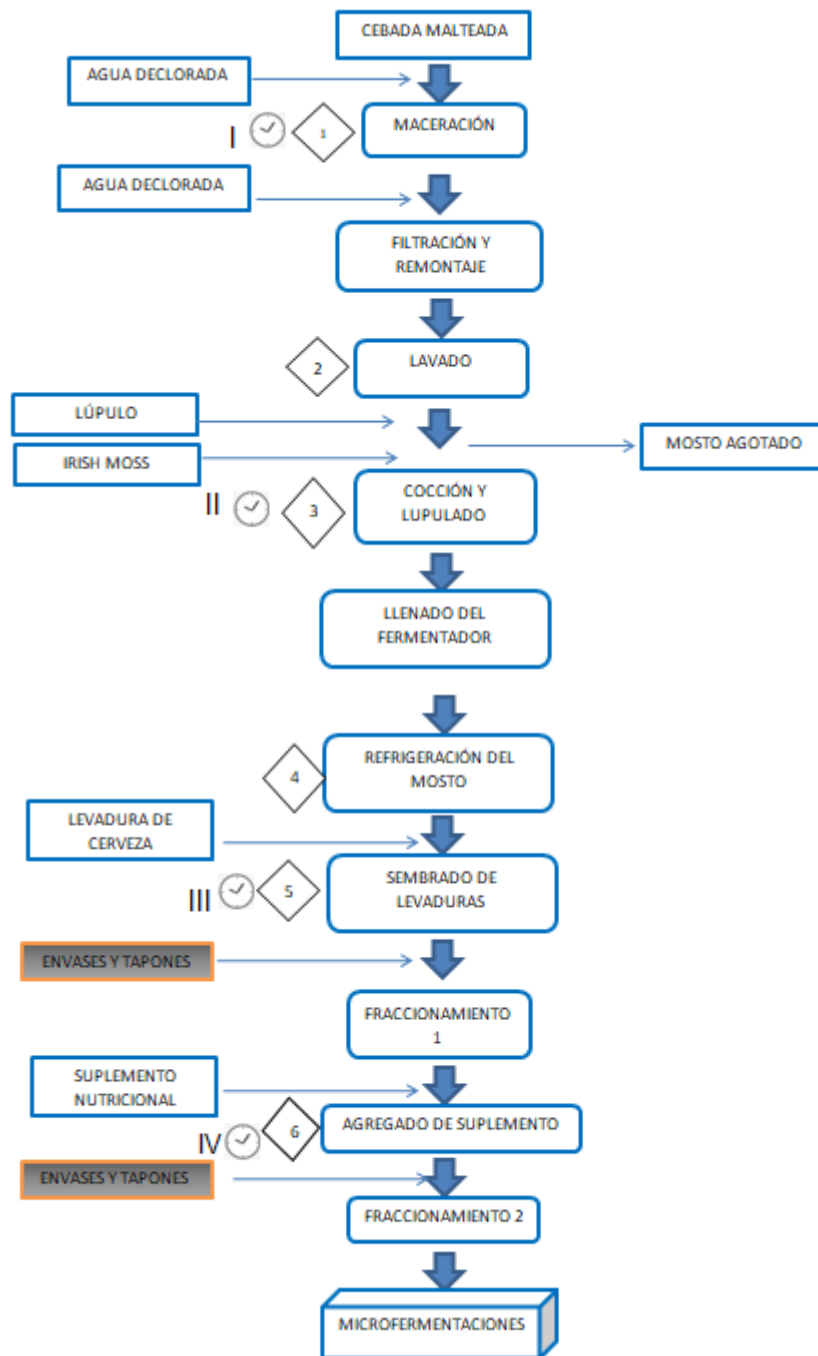 CEBADA MALTEADA
AGUA DECLORADA
I
1
MACERACIÓN
AGUA DECLORADA
FILTRACIÓN Y
REMONTAJE
2
LAVADO
LÚPULO
IRISH MOSS
MOSTO AGOTADO
II
3
COCCIÓN Y
LUPULADO
LLENADO DEL
FERMENTADOR
4
REFRIGERACIÓN DEL
MOSTO
LEVADURA DE
CERVEZA
III
5
SEMBRADO DE
LEVADURAS
ENVASES Y TAPONES
FRACCIONAMIENTO
1
SUPLEMENTO
NUTRICIONAL
IV
6
AGREGADO DE SUPLEMENTO
ENVASES Y TAPONES
FRACCIONAMIENTO 2
MICROFERMENTACIONES